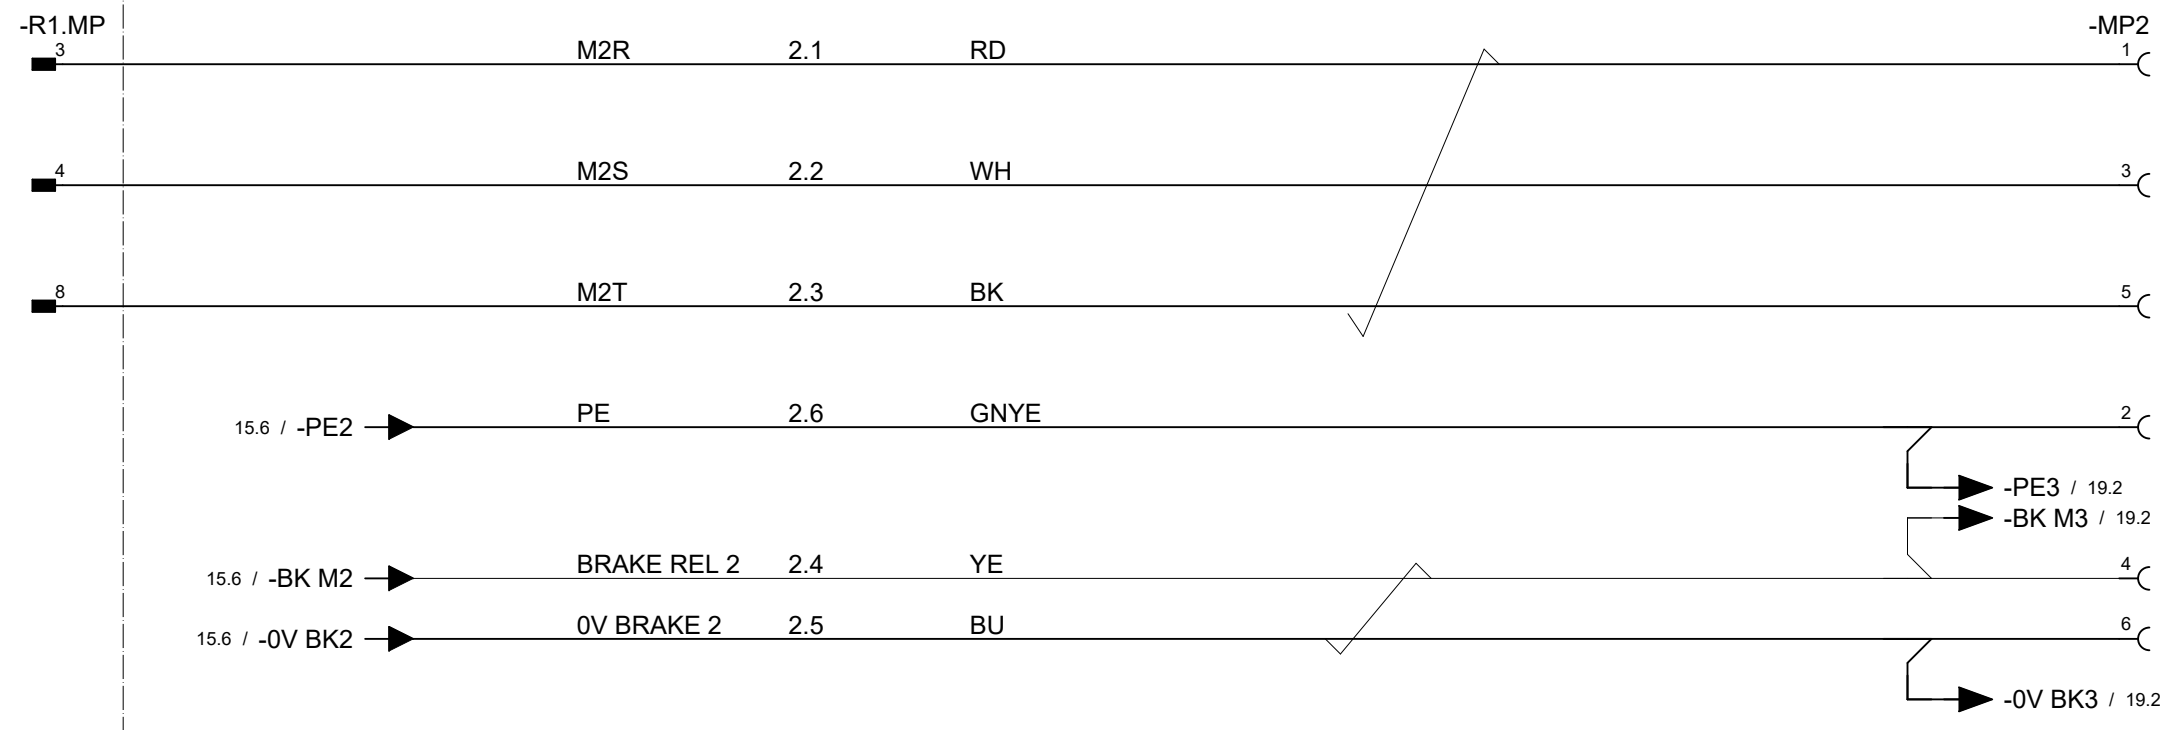 -R1.MP -MP2
3 M2R 2.1 RD 1
4 M2S 2.2 WH 3
8 M2T 2.3 BK 5
15.6 / -PE2 PE 2.6 GNYE 2
-PE3 / 19.2
-BK M3 / 19.2
15.6 / -BK M2 BRAKE REL 2 2.4 YE 4
15.6 / -0V BK2 0V BRAKE 2 2.5 BU 6
-0V BK3 / 19.2